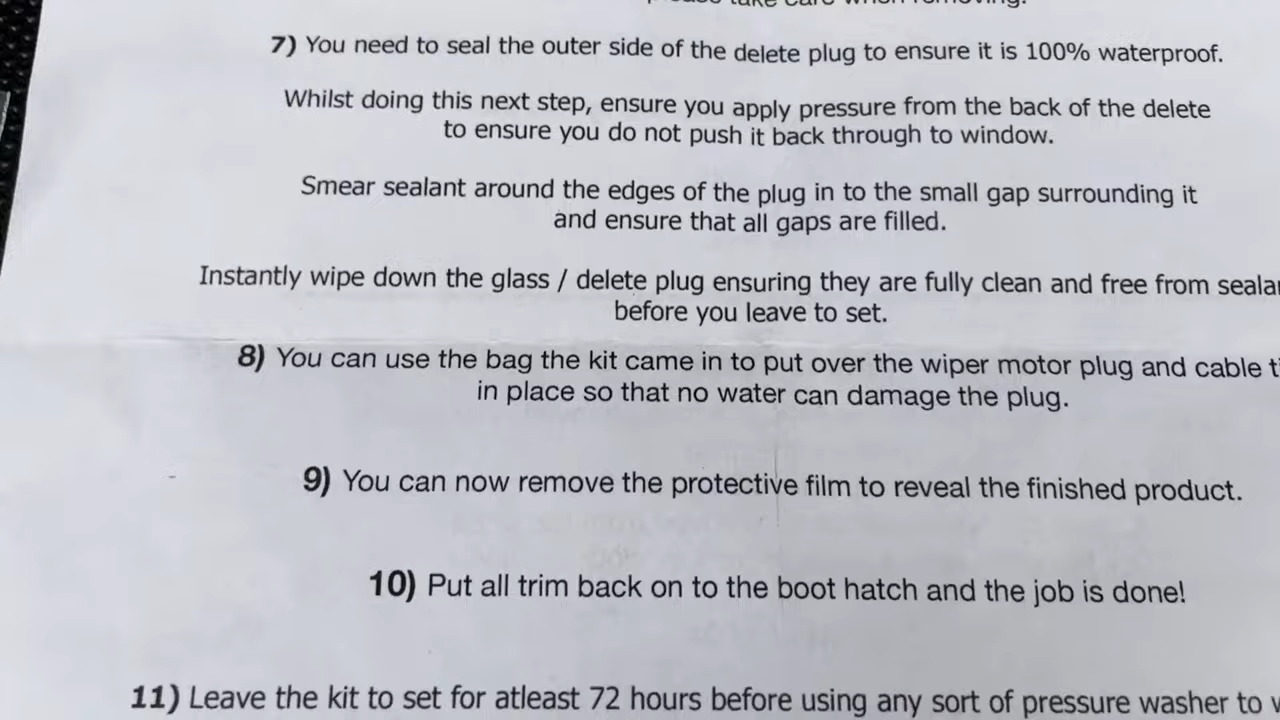 please take care when removing.
7) You need to seal the outer side of the delete plug to ensure it is 100% waterproof.
Whilst doing this next step, ensure you apply pressure from the back of the delete
to ensure you do not push it back through to window.
Smear sealant around the edges of the plug in to the small gap surrounding it
and ensure that all gaps are filled.
Instantly wipe down the glass / delete plug ensuring they are fully clean and free from
before you leave to set.
8) You can use the bag the kit came in to put over the wiper motor plug and cable
in place so that no water can damage the plug.
9) You can now remove the protective film to reveal the finished product.
10) Put all trim back on to the boot hatch and the job is done!
11) Leave the kit to set for atleast 72 hours before using any sort of pressure washer to